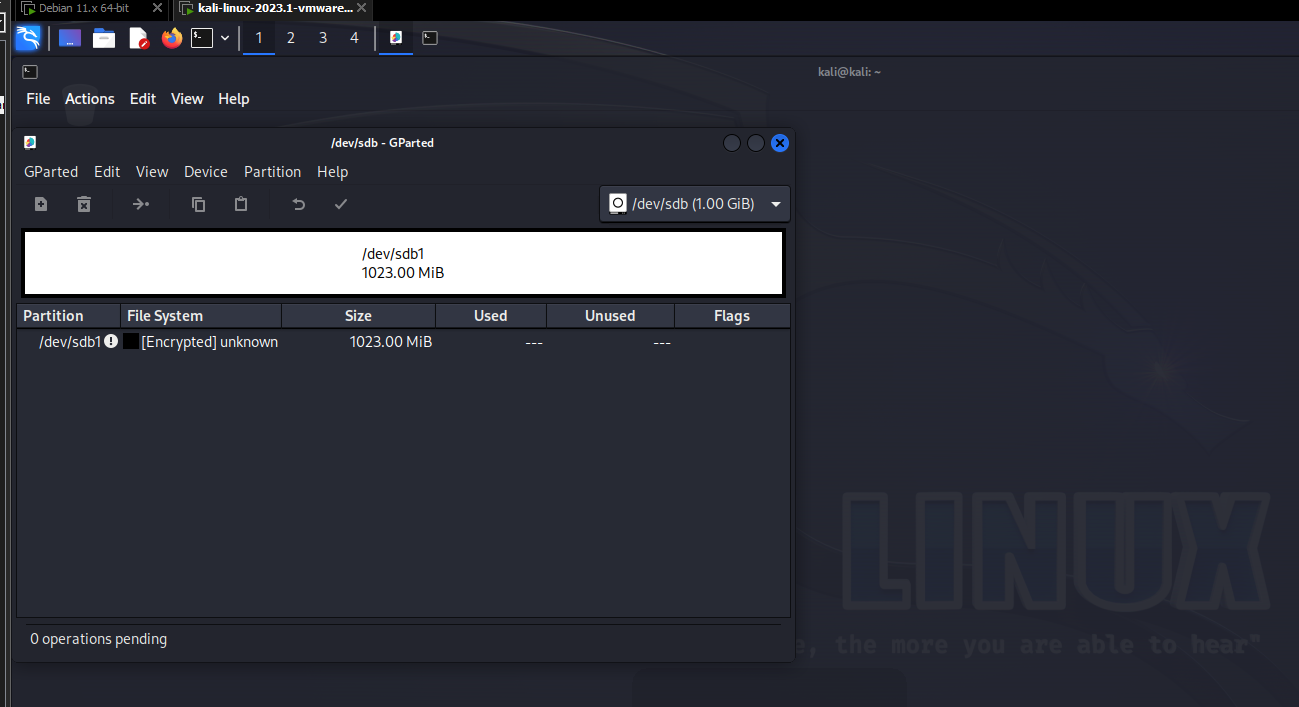 Debian 11.x 64-bit
kali-linux-2023.1-vmware...
1 2 3 4
kali@kali: ~
File Actions Edit View Help
/dev/sdb - GParted
GParted Edit View Device Partition Help
/dev/sdb (1.00 GiB)
/dev/sdb1
1023.00 MiB
Partition File System Size Used Unused Flags
/dev/sdb1 [Encrypted] unknown 1023.00 MiB --- ---
0 operations pending
LINUX
, the more you are able to hear"